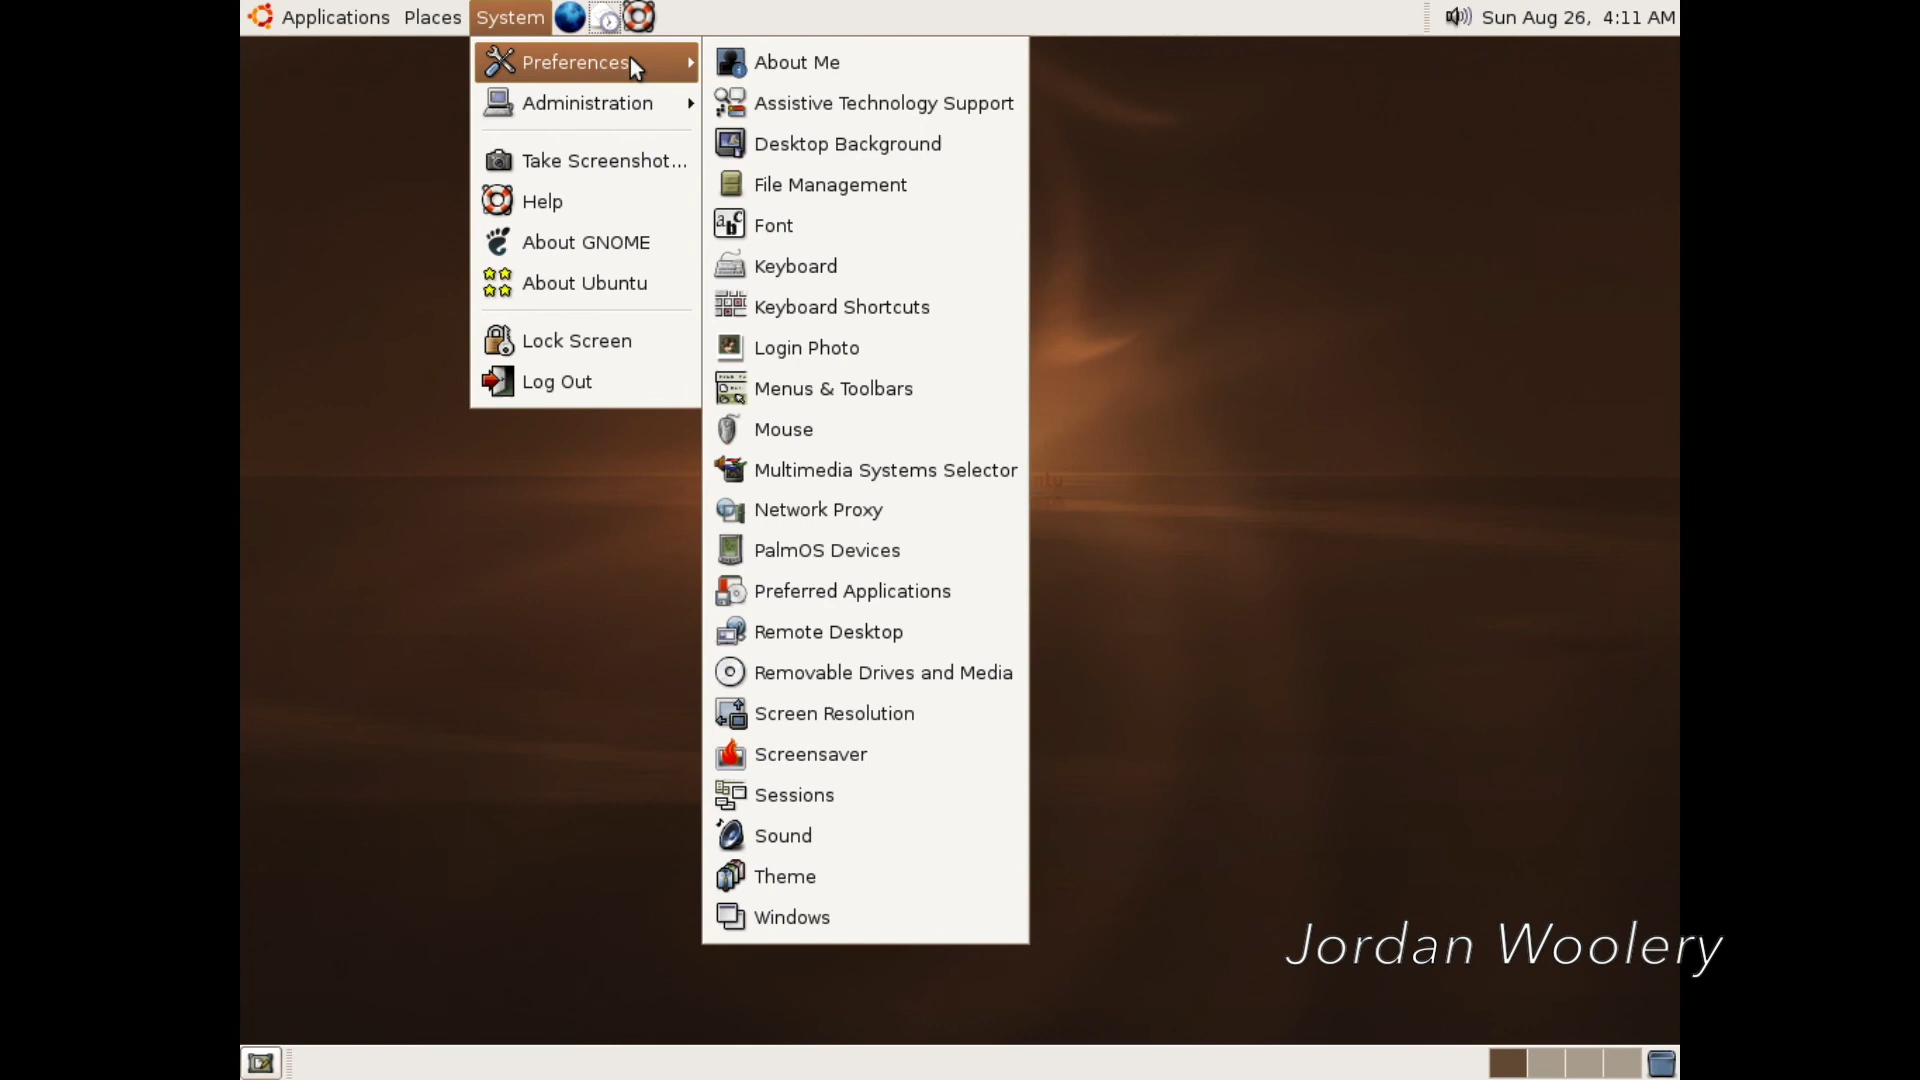 Applications Places System Sun Aug 26, 4:11 AM
Preferences
Administration
Take Screenshot...
Help
About GNOME
About Ubuntu
Lock Screen
Log Out
About Me
Assistive Technology Support
Desktop Background
File Management
Font
Keyboard
Keyboard Shortcuts
Login Photo
Menus & Toolbars
Mouse
Multimedia Systems Selector
Network Proxy
PalmOS Devices
Preferred Applications
Remote Desktop
Removable Drives and Media
Screen Resolution
Screensaver
Sessions
Sound
Theme
Windows
Jordan Woolery